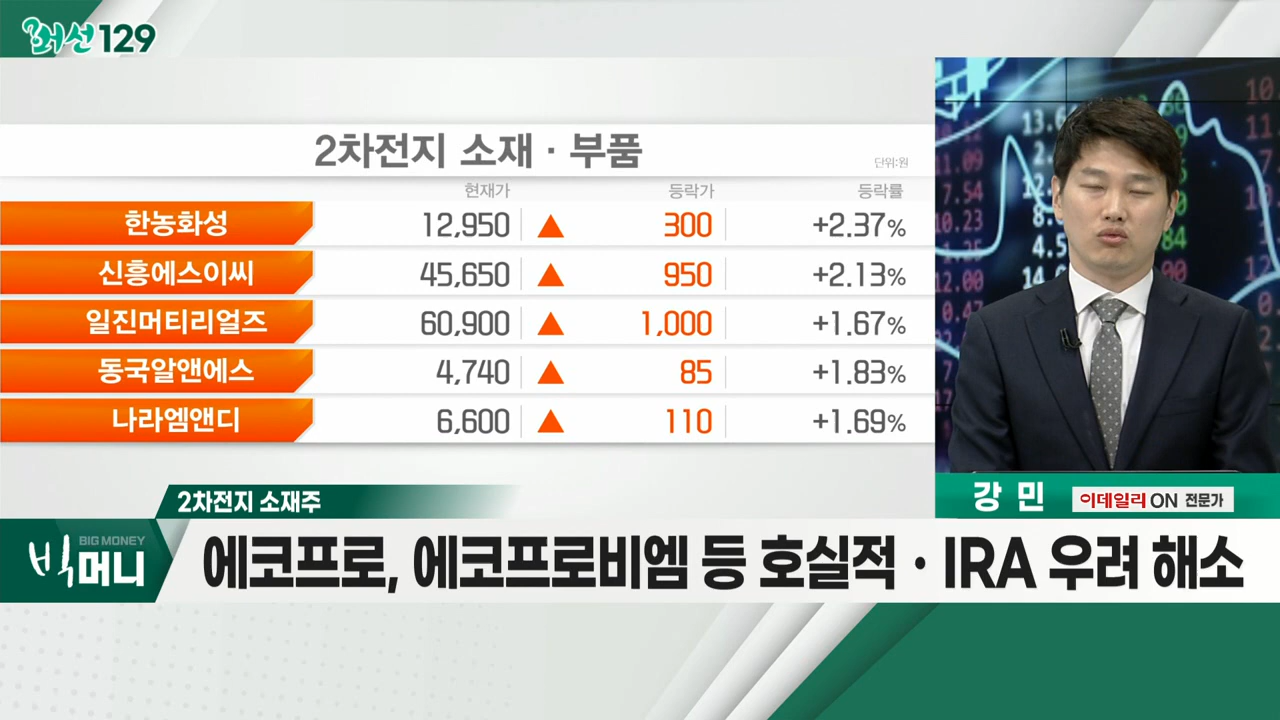 머선129
2차전지 소재 · 부품
단위:원
현재가 등락가 등락률
한농화성 12,950 ▲ 300 +2.37%
신흥에스이씨 45,650 ▲ 950 +2.13%
일진머티리얼즈 60,900 ▲ 1,000 +1.67%
동국알앤에스 4,740 ▲ 85 +1.83%
나라엠앤디 6,600 ▲ 110 +1.69%
강민 이데일리ON 전문가
2차전지 소재주
BIG MONEY
빅머니
에코프로, 에코프로비엠 등 호실적 · IRA 우려 해소